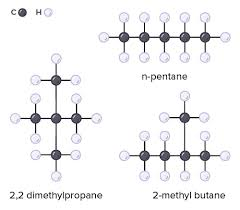 C H
n-pentane
2,2 dimethylpropane
2-methyl butane